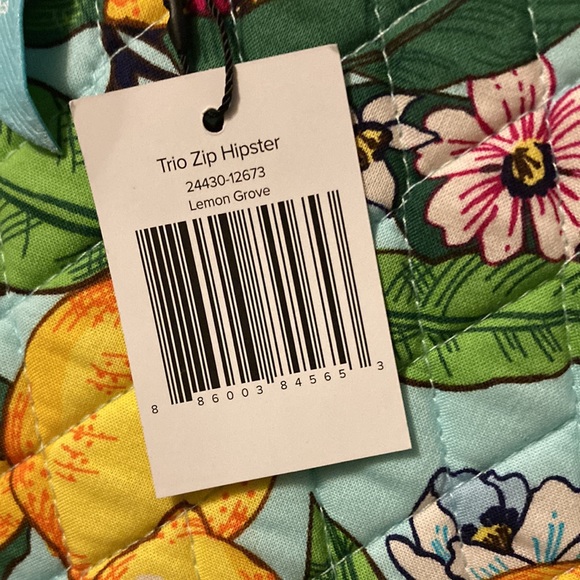 Trio Zip Hipster
24430-12673
Lemon Grove
8 86003 84565 3